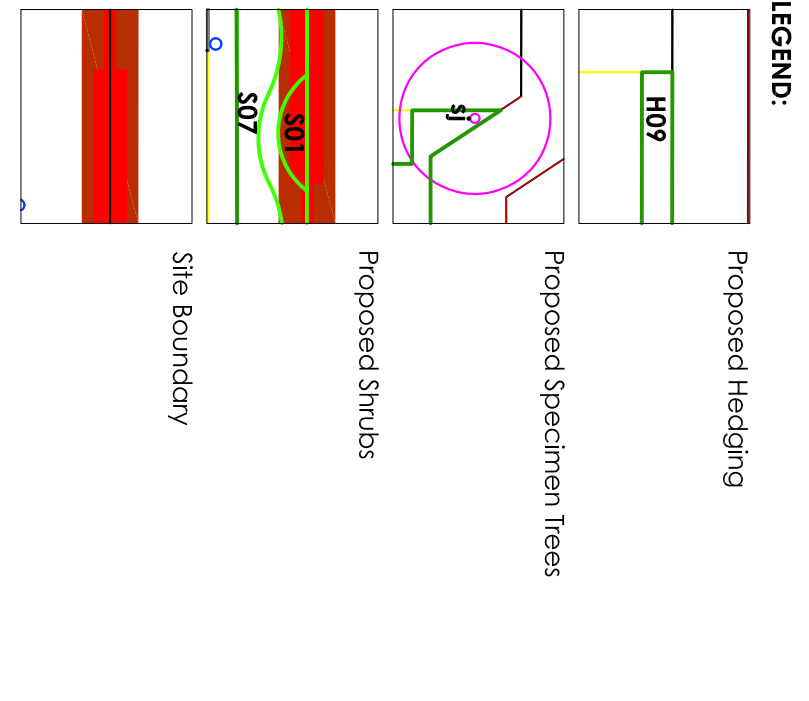 LEGEND:
H09
Proposed Hedging
sj
Proposed Specimen Trees
S01
S07
Proposed Shrubs
Site Boundary